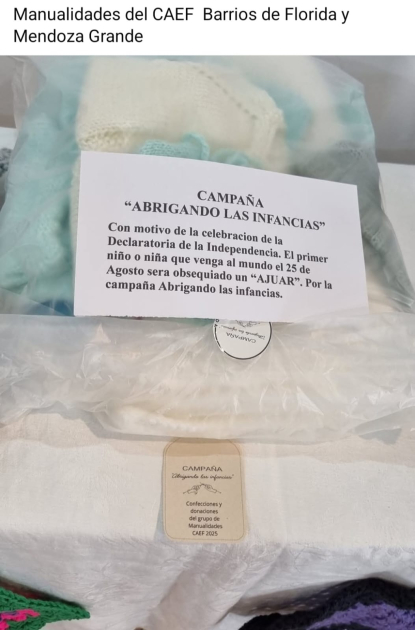 Manualidades del CAEF Barrios de Florida y
Mendoza Grande
CAMPAÑA
“ABRIGANDO LAS INFANCIAS”
Con motivo de la celebracion de la
Declaratoria de la Independencia. El primer
niño o niña que venga al mundo el 25 de
Agosto sera obsequiado un “AJUAR”. Por la
campaña Abrigando las infancias.
CAMPAÑA
CAMPAÑA
"Abrigando las infancias"
Confecciones y
donaciones
del grupo de
Manualidades
CAEF 2025